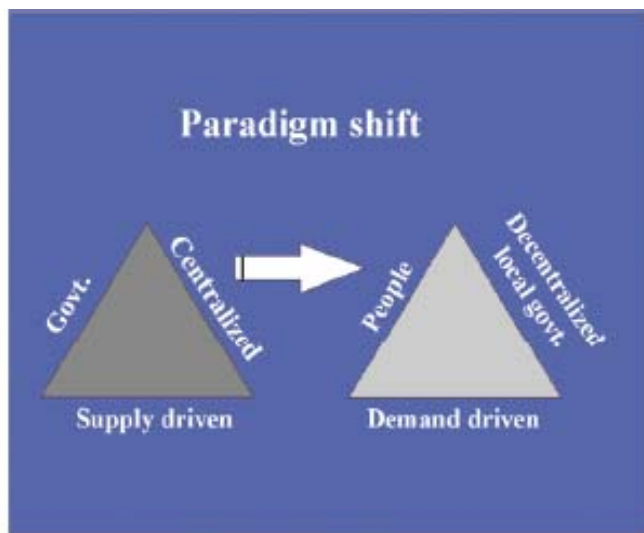 Paradigm shift
Govt.
Centralized
Supply driven
People
Decentralized
local govt.
Demand driven